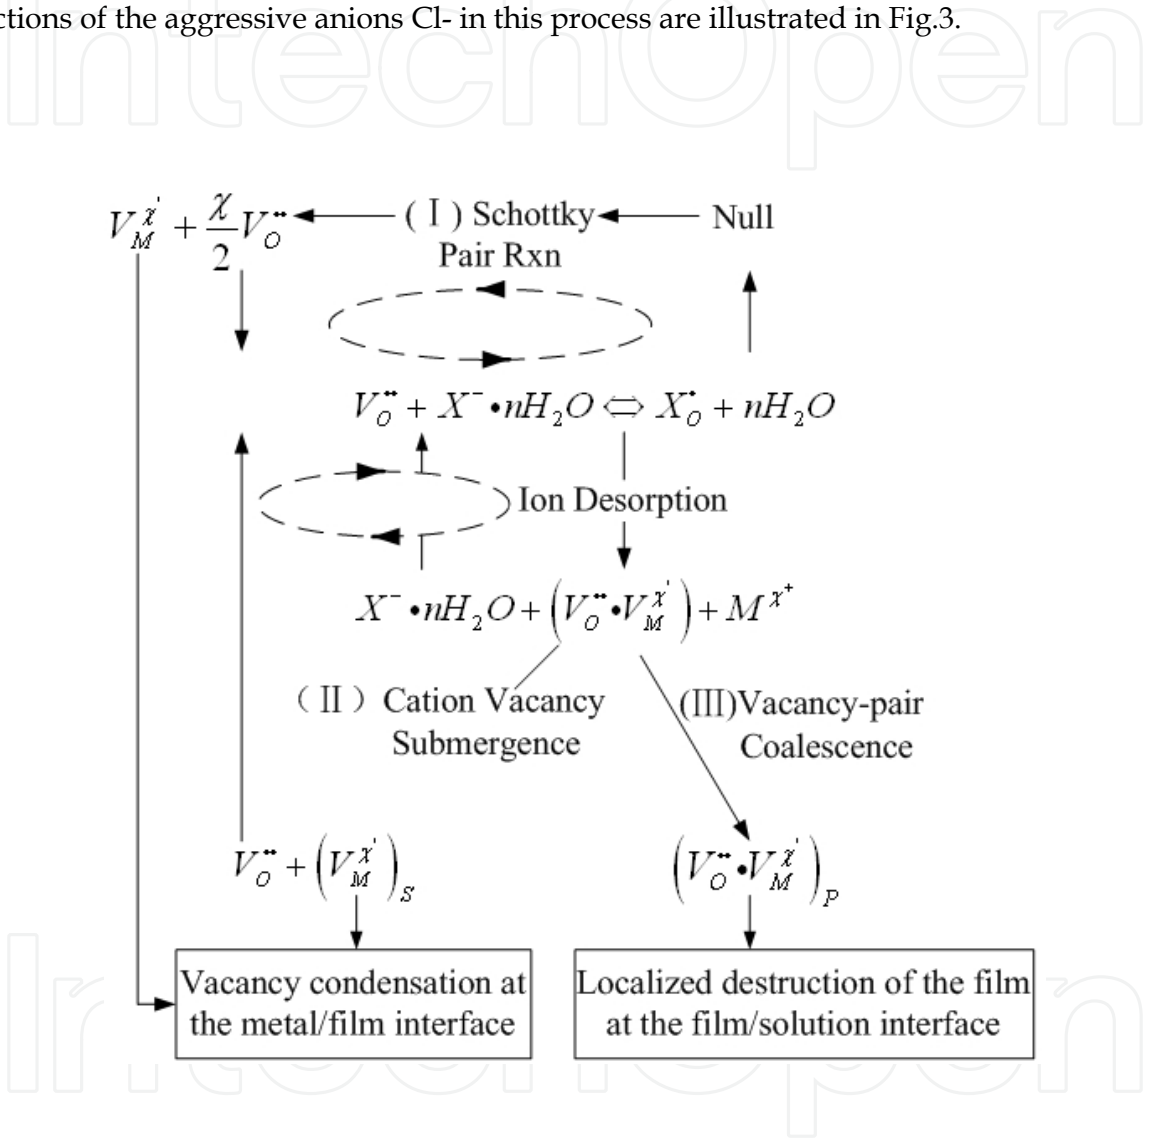 ctions of the aggressive anions Cl- in this process are illustrated in Fig.3.
IntechOpen
V_M^{χ'} + χ/2 V_O^{••} (Ⅰ) Schottky Null
Pair Rxn
V_O^{••} + X^- •nH_2O ⇔ X_O^• + nH_2O
Ion Desorption
X^- •nH_2O + (V_O^{••} •V_M^{χ'}) + M^{χ+}
(Ⅱ) Cation Vacancy
Submergence
(Ⅲ)Vacancy-pair
Coalescence
V_O^{••} + (V_M^{χ'})_S
(V_O^{••} •V_M^{χ'})_P
Vacancy condensation at
the metal/film interface
Localized destruction of the film
at the film/solution interface
IntechOpen